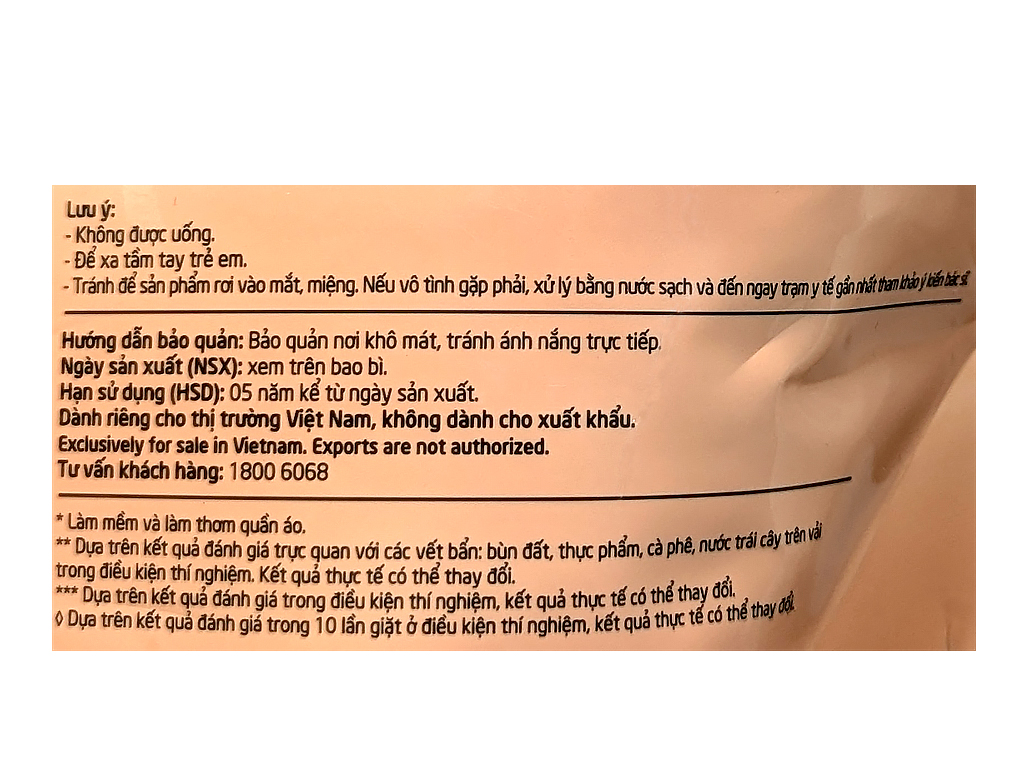 Lưu ý:
- Không được uống.
- Để xa tầm tay trẻ em.
- Tránh để sản phẩm rơi vào mắt, miệng. Nếu vô tình gặp phải, xử lý bằng nước sạch và đến ngay trạm y tế gần nhất tham khảo ý kiến bác sĩ.
Hướng dẫn bảo quản: Bảo quản nơi khô mát, tránh ánh nắng trực tiếp.
Ngày sản xuất (NSX): xem trên bao bì.
Hạn sử dụng (HSD): 05 năm kể từ ngày sản xuất.
Dành riêng cho thị trường Việt Nam, không dành cho xuất khẩu.
Exclusively for sale in Vietnam. Exports are not authorized.
Tư vấn khách hàng: 1800 6068
* Làm mềm và làm thơm quần áo.
** Dựa trên kết quả đánh giá trực quan với các vết bẩn: bùn đất, thực phẩm, cà phê, nước trái cây trên vải
trong điều kiện thí nghiệm. Kết quả thực tế có thể thay đổi.
*** Dựa trên kết quả đánh giá trong điều kiện thí nghiệm, kết quả thực tế có thể thay đổi.
◊ Dựa trên kết quả đánh giá trong 10 lần giặt ở điều kiện thí nghiệm, kết quả thực tế có thể thay đổi.